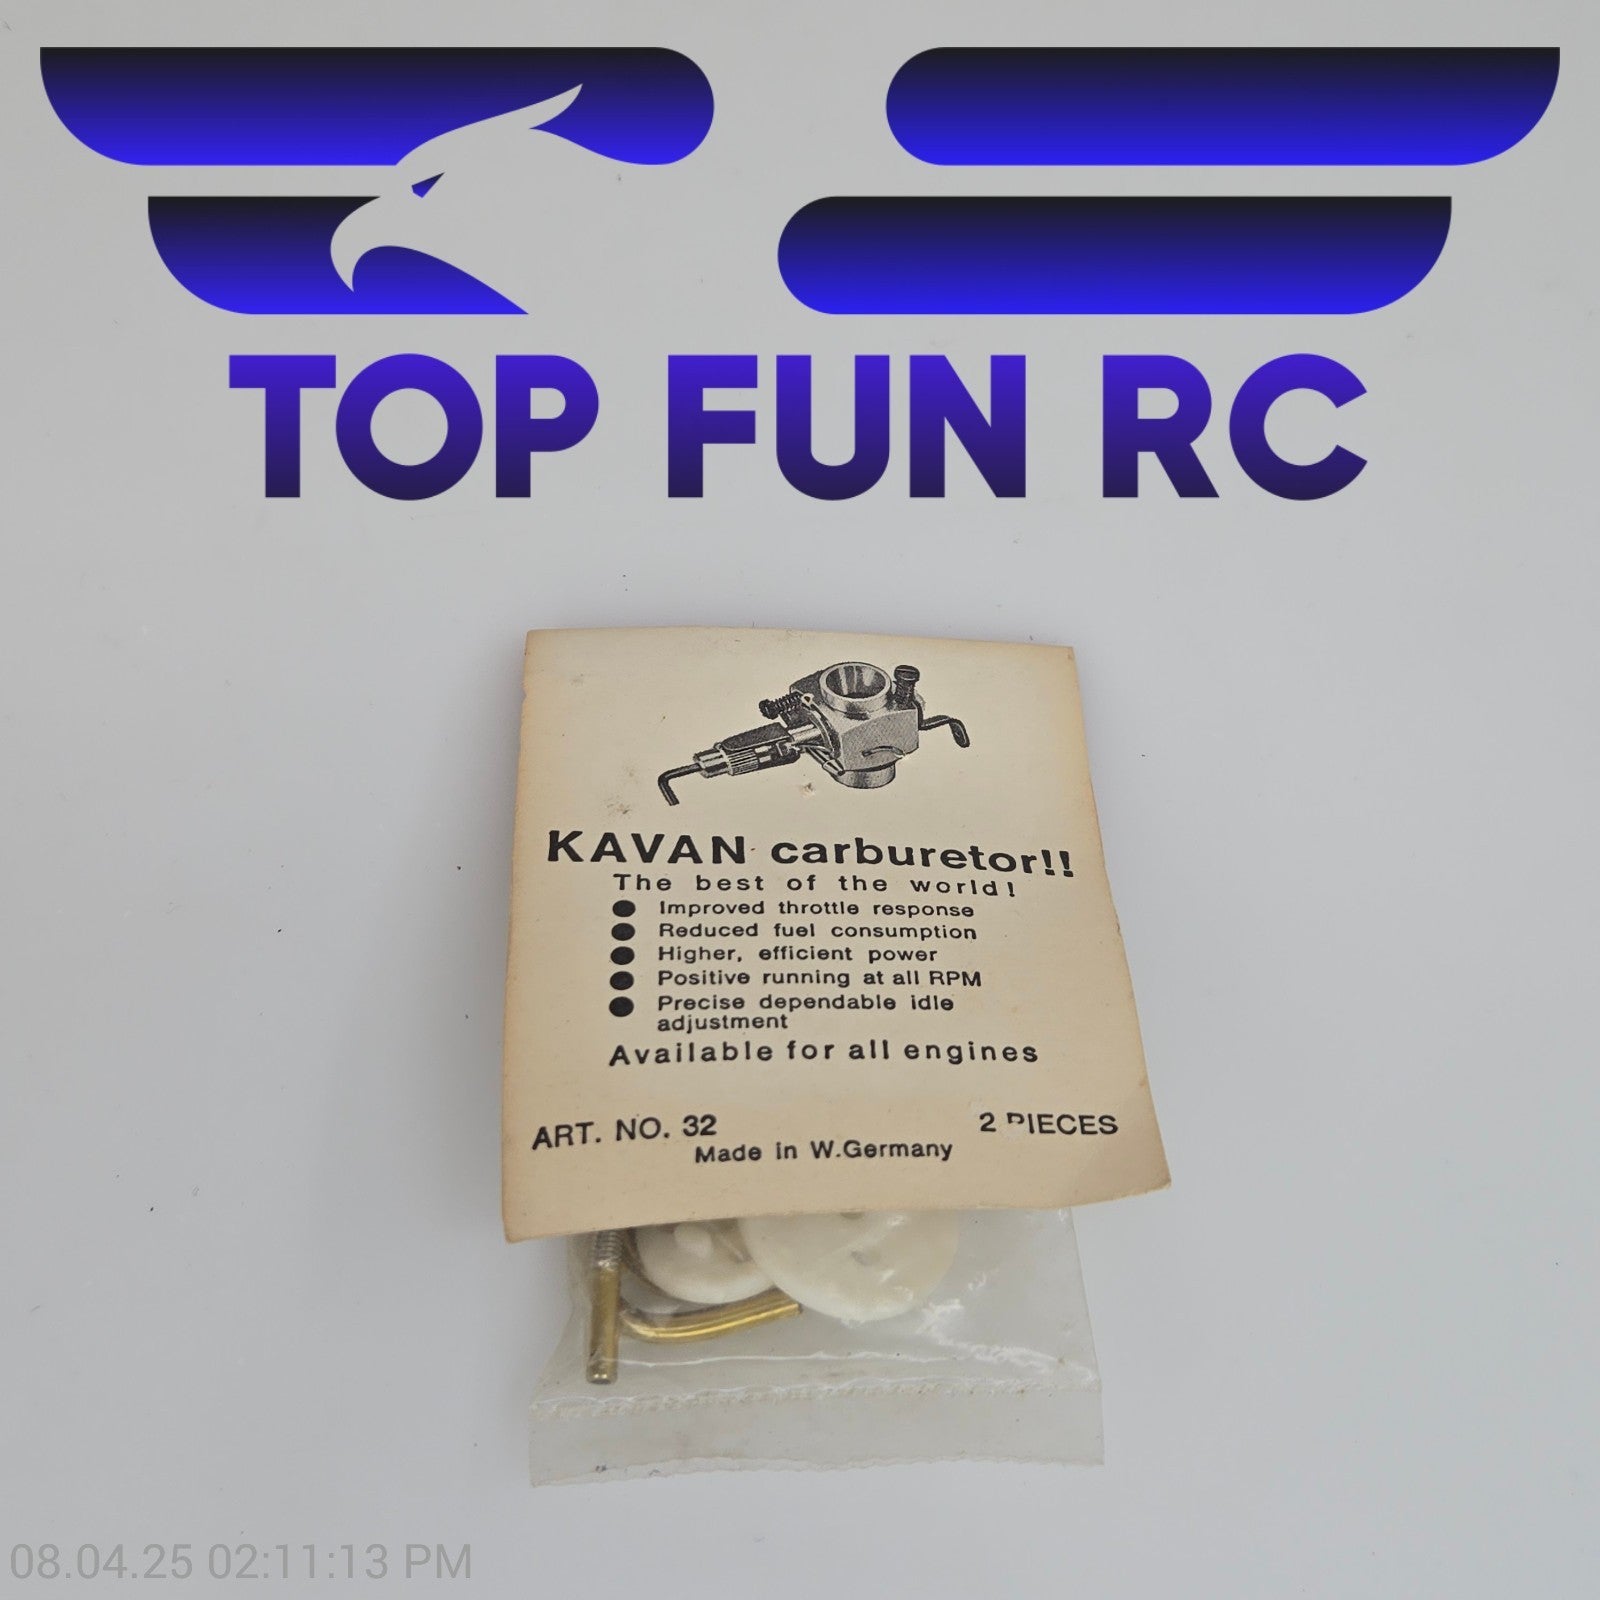 TOP FUN RC
KAVAN carburetor!!
The best of the world!
● Improved throttle response
● Reduced fuel consumption
● Higher, efficient power
● Positive running at all RPM
● Precise dependable idle
adjustment
Available for all engines
ART. NO. 32
2 PIECES
Made in W.Germany
08.04.25 02:11:13 PM